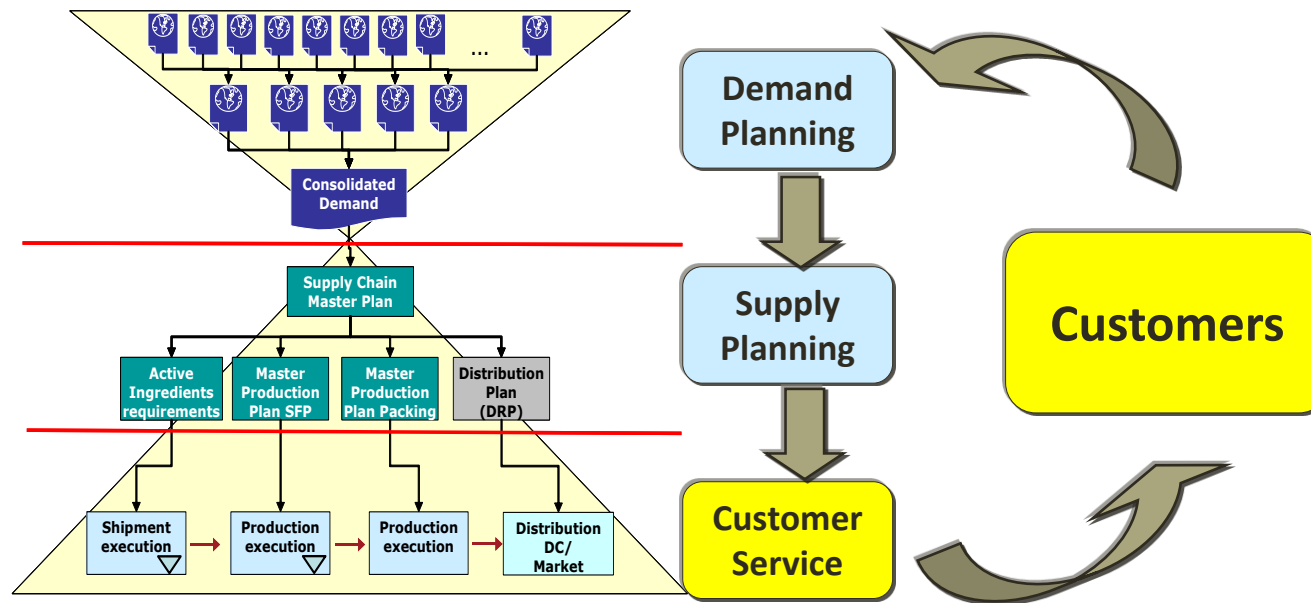 ...
Consolidated
Demand
Supply Chain
Master Plan
Active
Ingredients
requirements
Master
Production
Plan SFP
Master
Production
Plan Packing
Distribution
Plan
(DRP)
Shipment
execution
Production
execution
Production
execution
Distribution
DC/
Market
Demand
Planning
Supply
Planning
Customer
Service
Customers